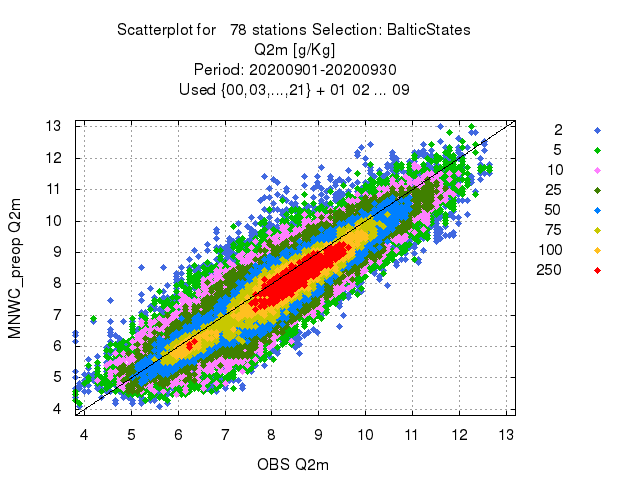 Scatterplot for   78 stations Selection: BalticStates
Q2m [g/Kg]
Period: 20200901-20200930
Used {00,03,...,21} + 01 02 ... 09
13
12
11
10
9
8
7
6
5
4
MNWC_preop Q2m
4 5 6 7 8 9 10 11 12 13
OBS Q2m
2
5
10
25
50
75
100
250